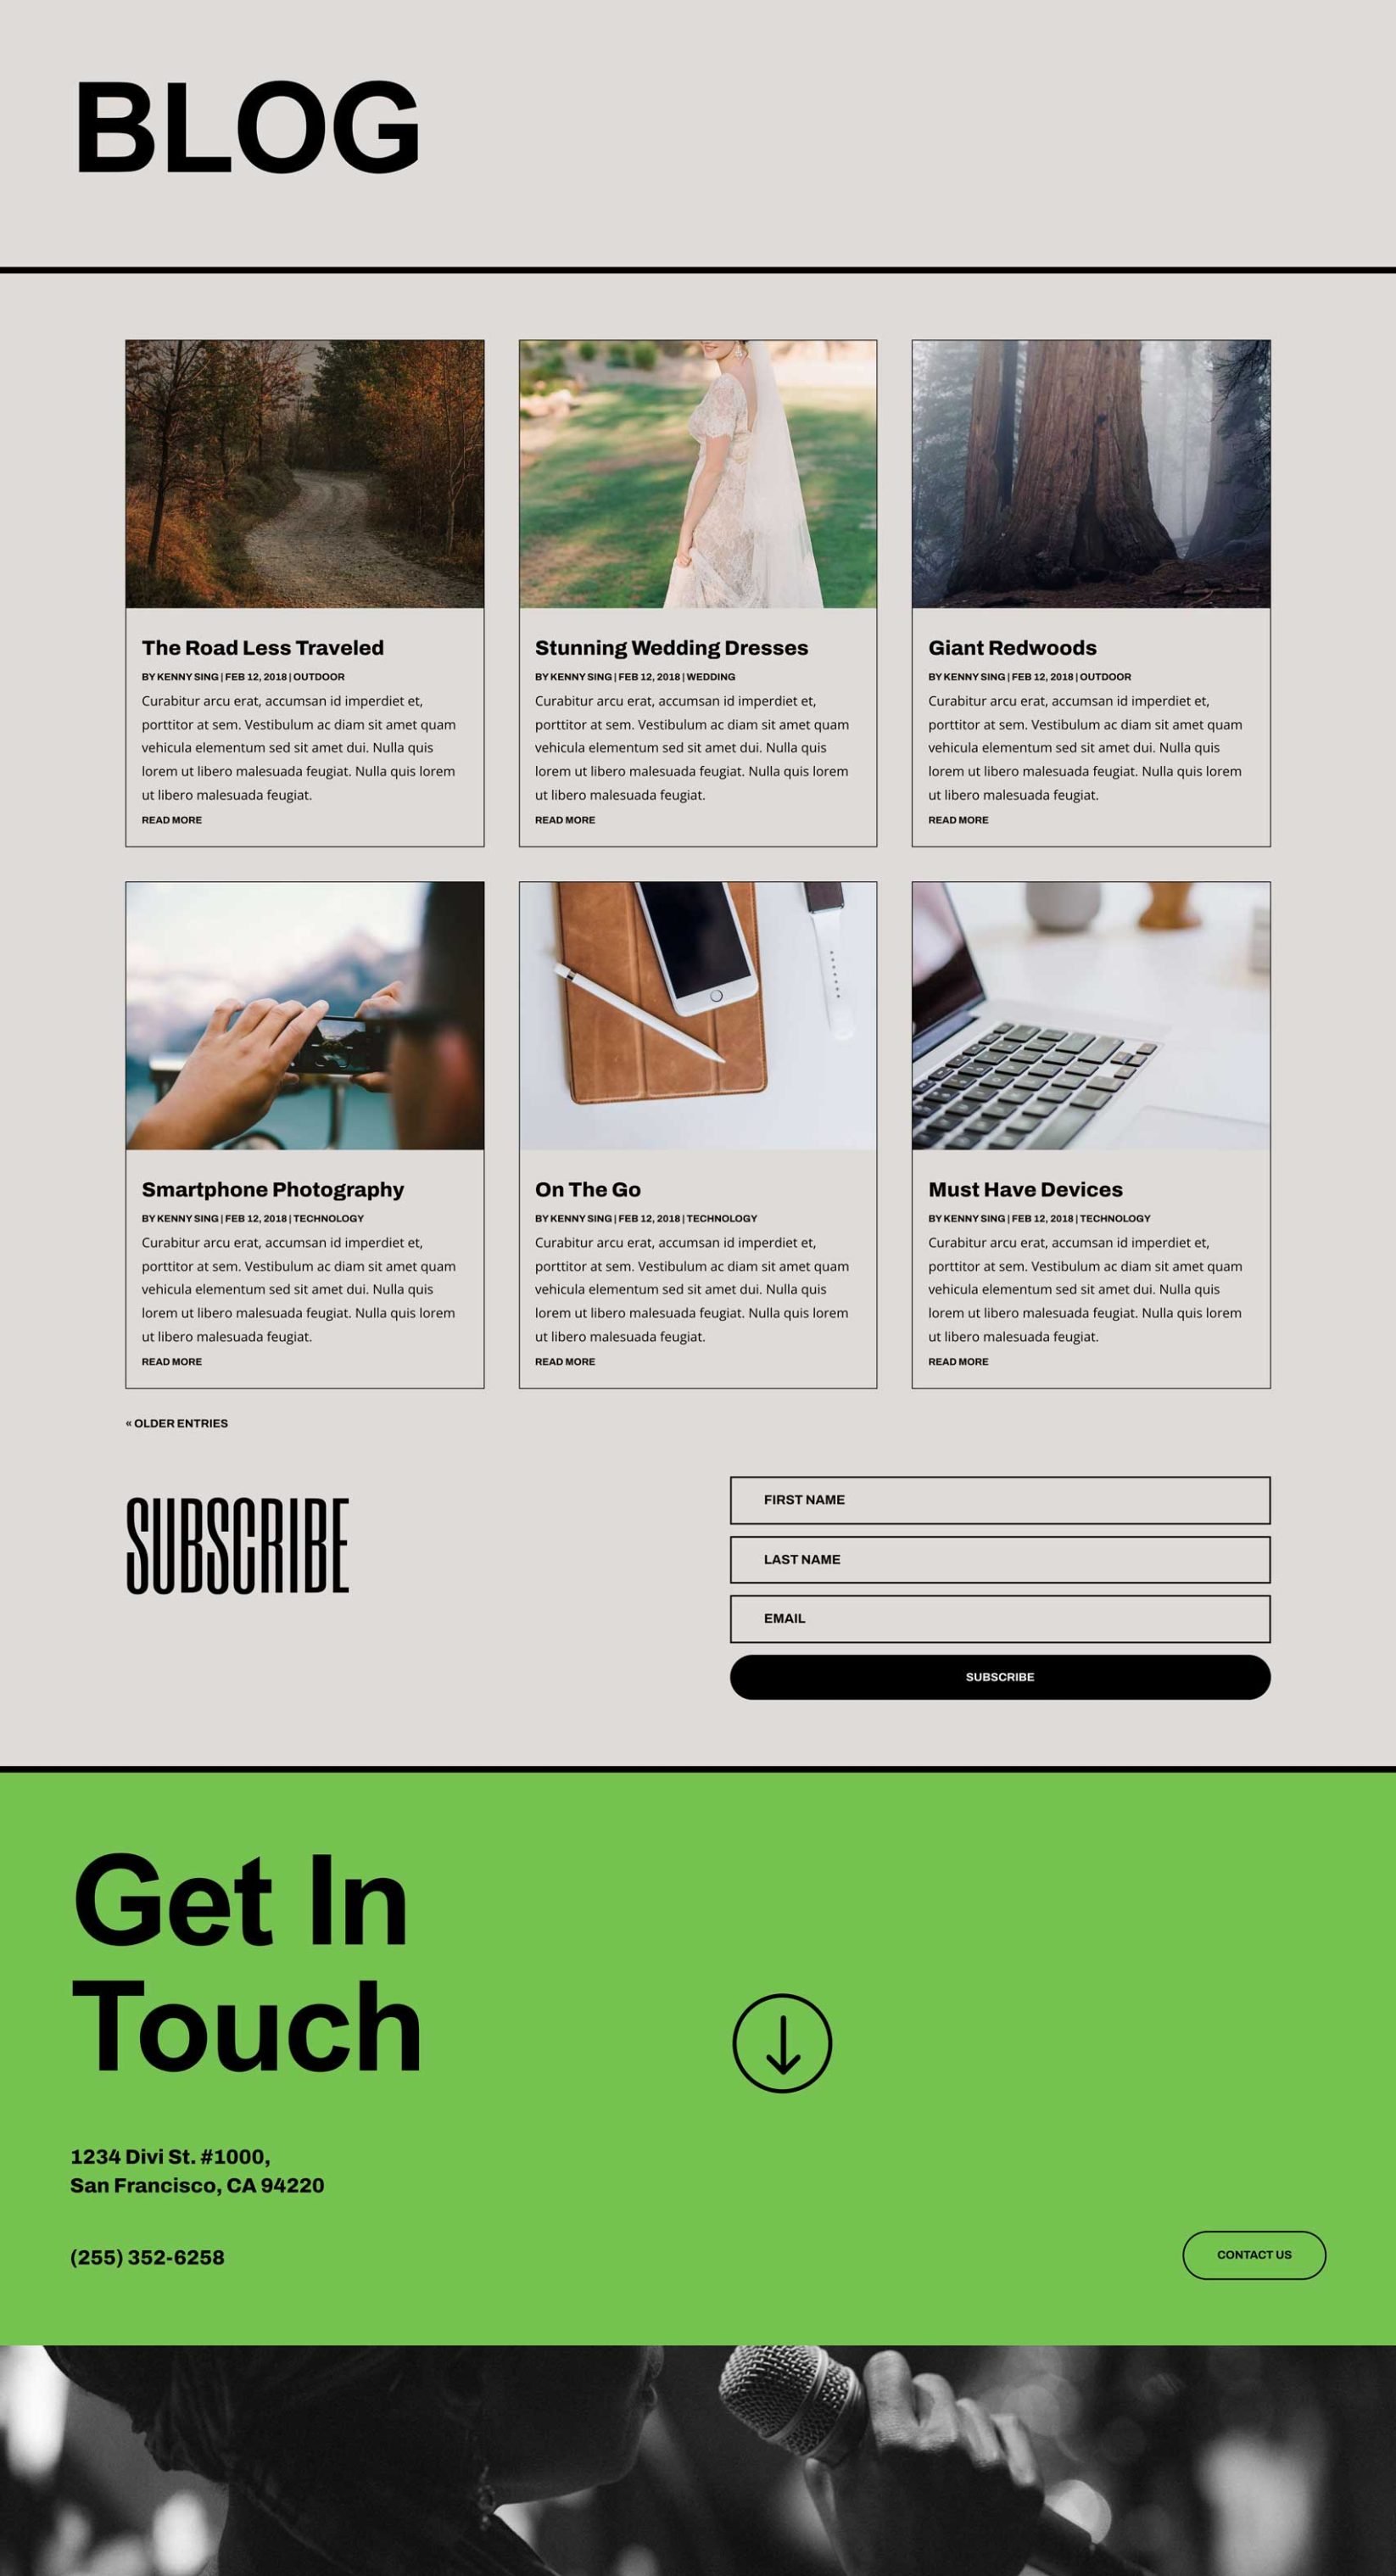 BLOG
The Road Less Traveled
BY KENNY SING | FEB 12, 2018 | OUTDOOR
Curabitur arcu erat, accumsan id imperdiet et,
porttitor at sem. Vestibulum ac diam sit amet quam
vehicula elementum sed sit amet dui. Nulla quis
lorem ut libero malesuada feugiat. Nulla quis lorem
ut libero malesuada feugiat.
READ MORE
Stunning Wedding Dresses
BY KENNY SING | FEB 12, 2018 | WEDDING
Curabitur arcu erat, accumsan id imperdiet et,
porttitor at sem. Vestibulum ac diam sit amet quam
vehicula elementum sed sit amet dui. Nulla quis
lorem ut libero malesuada feugiat. Nulla quis lorem
ut libero malesuada feugiat.
READ MORE
Giant Redwoods
BY KENNY SING | FEB 12, 2018 | OUTDOOR
Curabitur arcu erat, accumsan id imperdiet et,
porttitor at sem. Vestibulum ac diam sit amet quam
vehicula elementum sed sit amet dui. Nulla quis
lorem ut libero malesuada feugiat. Nulla quis lorem
ut libero malesuada feugiat.
READ MORE
Smartphone Photography
BY KENNY SING | FEB 12, 2018 | TECHNOLOGY
Curabitur arcu erat, accumsan id imperdiet et,
porttitor at sem. Vestibulum ac diam sit amet quam
vehicula elementum sed sit amet dui. Nulla quis
lorem ut libero malesuada feugiat. Nulla quis lorem
ut libero malesuada feugiat.
READ MORE
On The Go
BY KENNY SING | FEB 12, 2018 | TECHNOLOGY
Curabitur arcu erat, accumsan id imperdiet et,
porttitor at sem. Vestibulum ac diam sit amet quam
vehicula elementum sed sit amet dui. Nulla quis
lorem ut libero malesuada feugiat. Nulla quis lorem
ut libero malesuada feugiat.
READ MORE
Must Have Devices
BY KENNY SING | FEB 12, 2018 | TECHNOLOGY
Curabitur arcu erat, accumsan id imperdiet et,
porttitor at sem. Vestibulum ac diam sit amet quam
vehicula elementum sed sit amet dui. Nulla quis
lorem ut libero malesuada feugiat. Nulla quis lorem
ut libero malesuada feugiat.
READ MORE
« OLDER ENTRIES
SUBSCRIBE
FIRST NAME
LAST NAME
EMAIL
SUBSCRIBE
Get In
Touch
1234 Divi St. #1000,
San Francisco, CA 94220
(255) 352-6258
CONTACT US